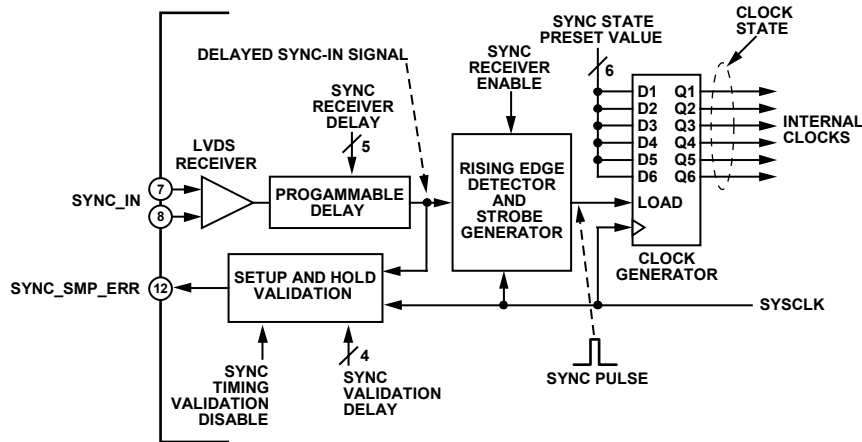 CLOCK
STATE
SYNC STATE
PRESET VALUE
6
DELAYED SYNC-IN SIGNAL
SYNC
RECEIVER
DELAY
5
SYNC
RECEIVER
ENABLE
LVDS
RECEIVER
D1 Q1
D2 Q2
D3 Q3
D4 Q4
D5 Q5
D6 Q6
LOAD
INTERNAL
CLOCKS
SYNC_IN
7
8
PROGAMMABLE
DELAY
RISING EDGE
DETECTOR
AND
STROBE
GENERATOR
CLOCK
GENERATOR
SYNC_SMP_ERR
12
SETUP AND HOLD
VALIDATION
SYSCLK
4
SYNC
TIMING
VALIDATION
DISABLE
SYNC
VALIDATION
DELAY
SYNC PULSE